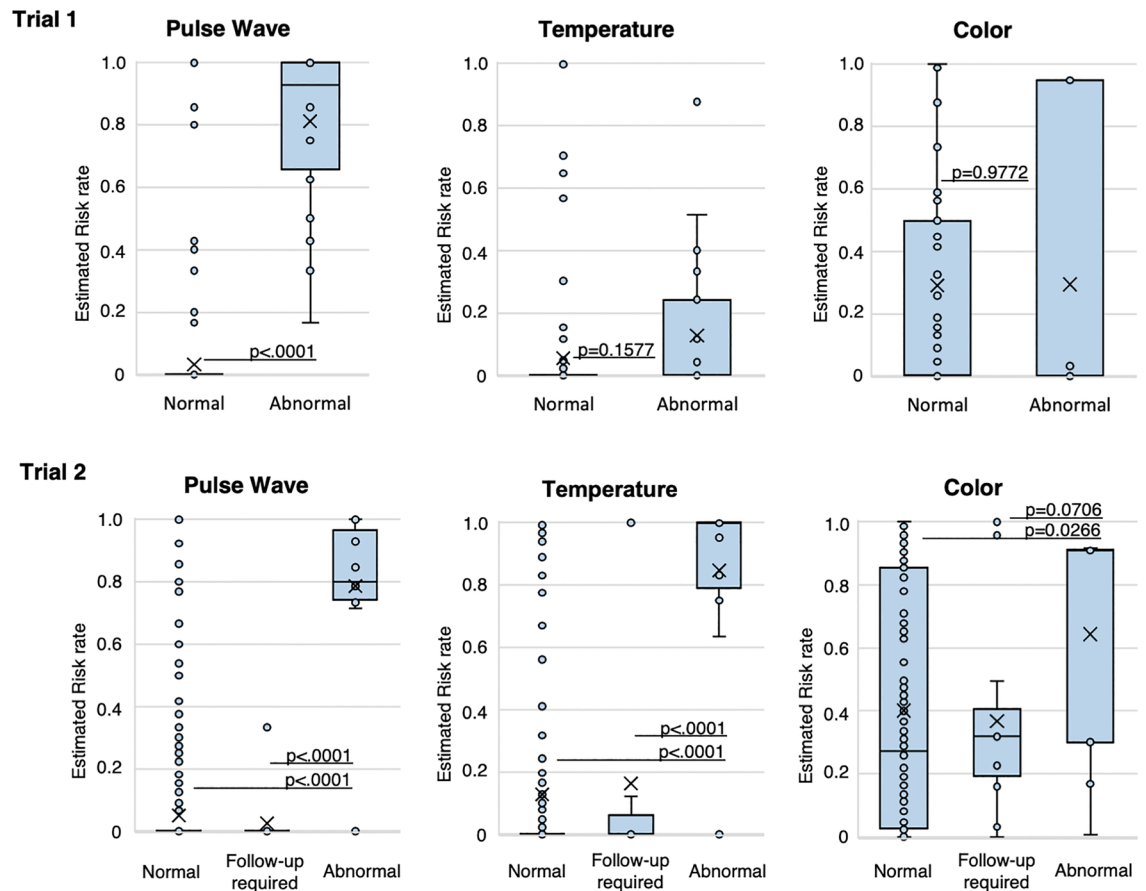 Trial 1
Pulse Wave
Estimated Risk rate
1.0
0.8
0.6
0.4
0.2
0
p<.0001
Normal
Abnormal
Temperature
Estimated Risk rate
1.0
0.8
0.6
0.4
0.2
0
p=0.1577
Normal
Abnormal
Color
Estimated Risk rate
1.0
0.8
0.6
0.4
0.2
0
p=0.9772
Normal
Abnormal
Trial 2
Pulse Wave
Estimated Risk rate
1.0
0.8
0.6
0.4
0.2
0
p<.0001
p<.0001
Normal
Follow-up
required
Abnormal
Temperature
Estimated Risk rate
1.0
0.8
0.6
0.4
0.2
0
p<.0001
p<.0001
Normal
Follow-up
required
Abnormal
Color
Estimated Risk rate
1.0
0.8
0.6
0.4
0.2
0
p=0.0706
p=0.0266
Normal
Follow-up
required
Abnormal